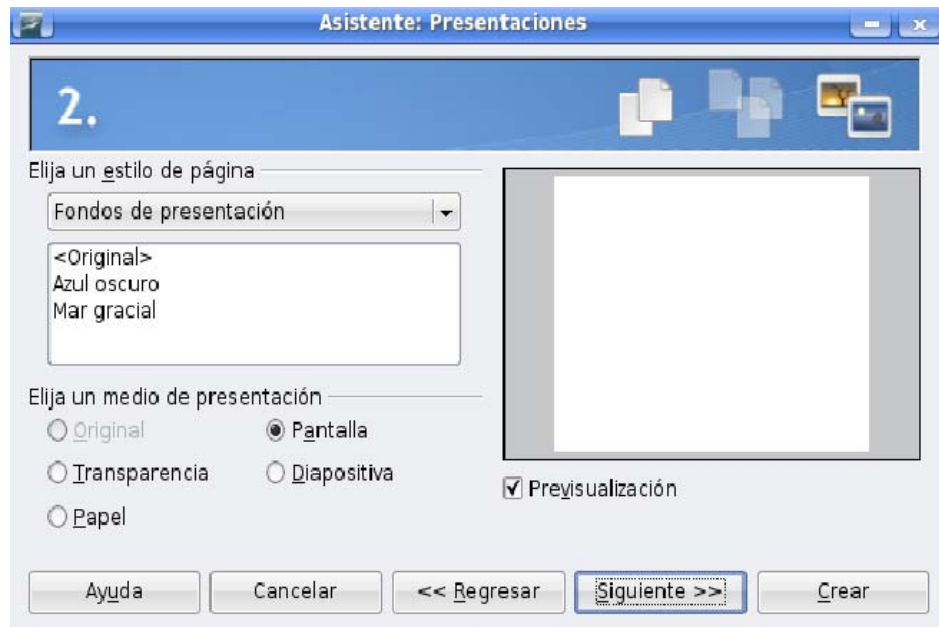 Asistente: Presentaciones
2.
Elija un estilo de página
Fondos de presentación
<Original>
Azul oscuro
Mar gracial
Elija un medio de presentación
Original
Pantalla
Transparencia
Diapositiva
Papel
Previsualización
Ayuda
Cancelar
<< Regresar
Siguiente >>
Crear